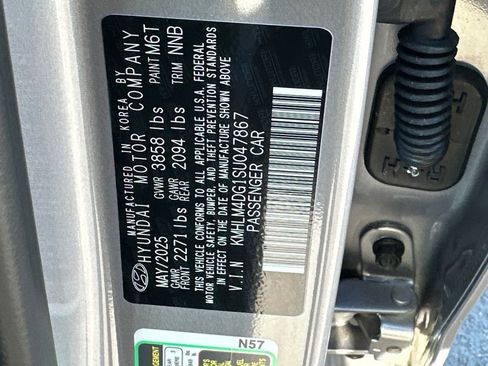 MANUFACTURED IN KOREA BY
HYUNDAI MOTOR COMPANY
MAY/2025 GVWR 3858 lbs PAINT M6T
GAWR FRONT 2271 lbs GAWR REAR 2094 lbs TRIM NNB
THIS VEHICLE CONFORMS TO ALL APPLICABLE U.S.A. FEDERAL
MOTOR VEHICLE SAFETY, BUMPER, AND THEFT PREVENTION STANDARDS
IN EFFECT ON THE DATE OF MANUFACTURE SHOWN ABOVE
V.I.N KMHLM4DG1SU047867
PASSENGER CAR
N57